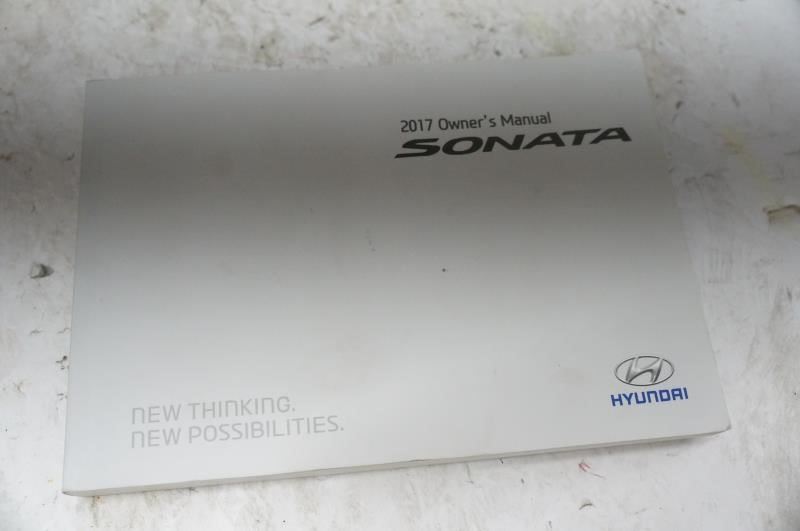 2017 Owner's Manual
SONATA
NEW THINKING.
NEW POSSIBILITIES.
HYUNDAI